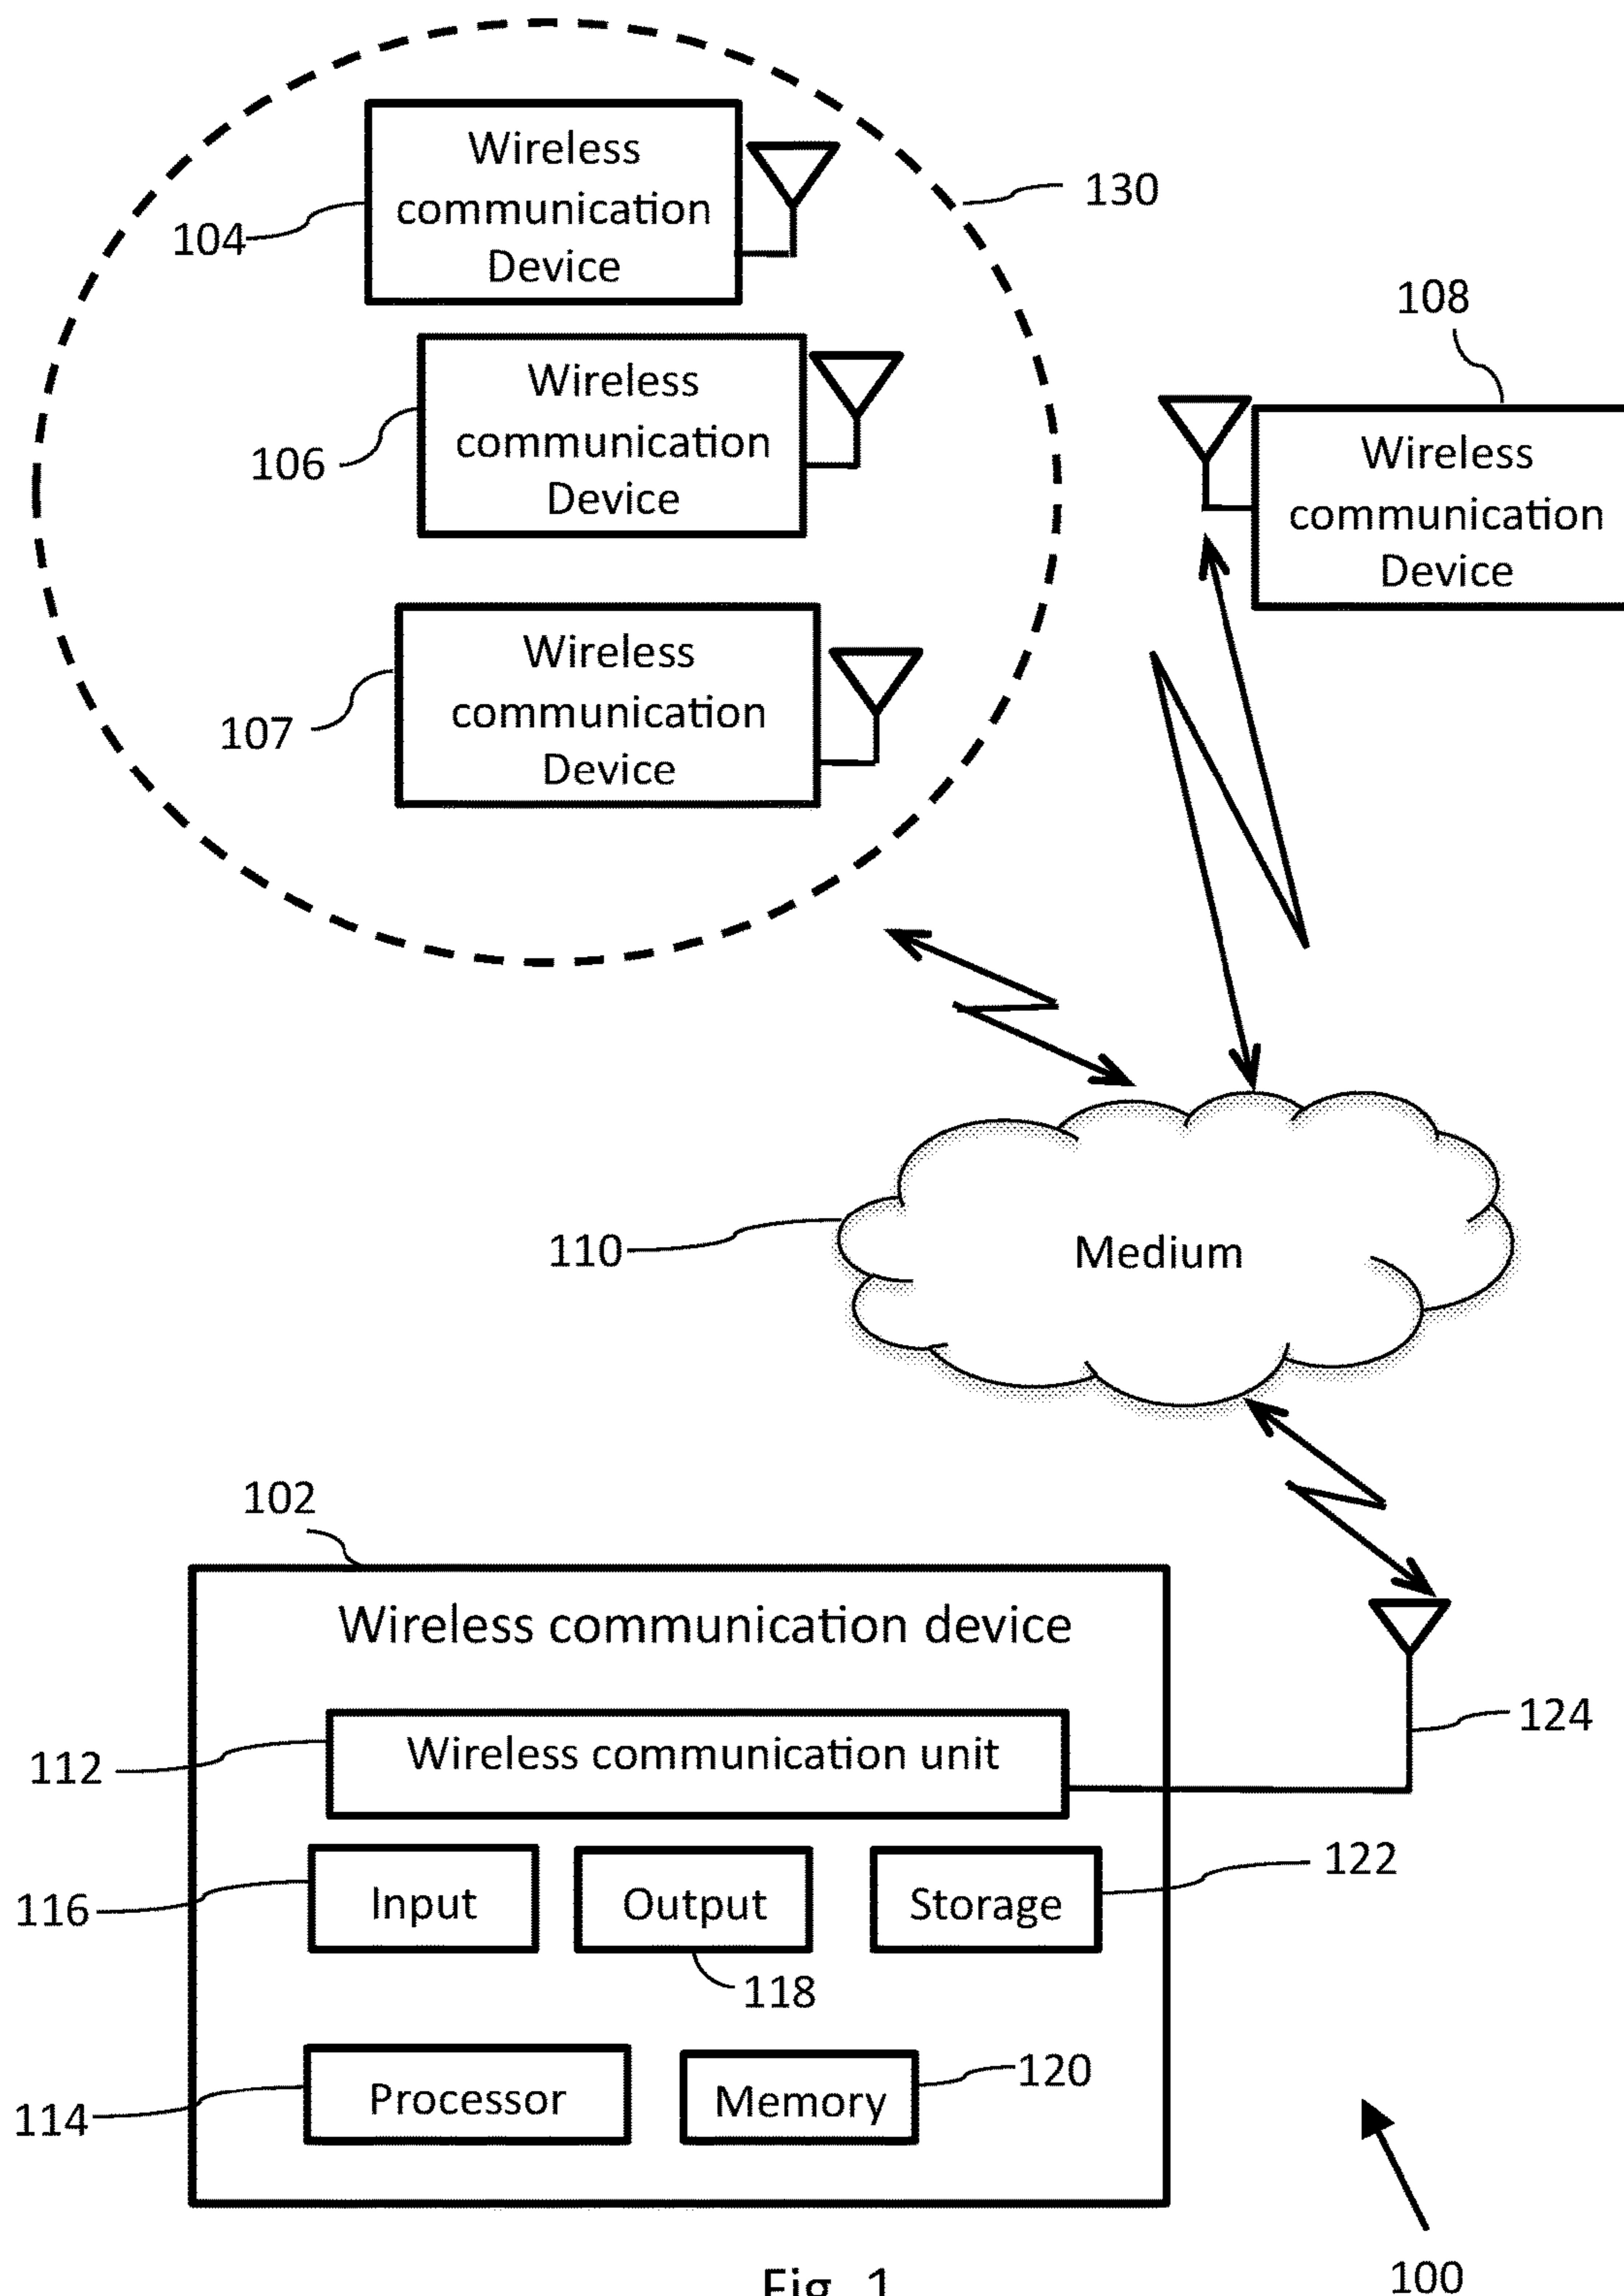 Wireless
communication
Device
104
130
Wireless
communication
Device
106
108
Wireless
communication
Device
Wireless
communication
Device
107
110
Medium
102
Wireless communication device
112
Wireless communication unit
124
116
Input
Output
Storage
122
118
114
Processor
Memory
120
100
Fig. 1